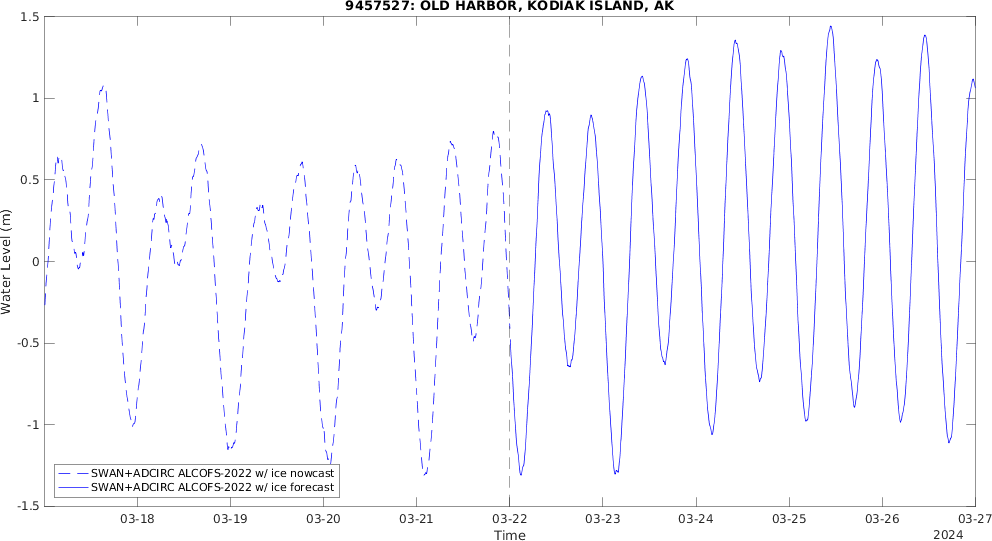 9457527: OLD HARBOR, KODIAK ISLAND, AK
1.5
1
0.5
0
-0.5
-1
-1.5
Water Level (m)
SWAN+ADCIRC ALCOFS-2022 w/ ice nowcast
SWAN+ADCIRC ALCOFS-2022 w/ ice forecast
03-18 03-19 03-20 03-21 03-22 03-23 03-24 03-25 03-26 03-27
Time
2024